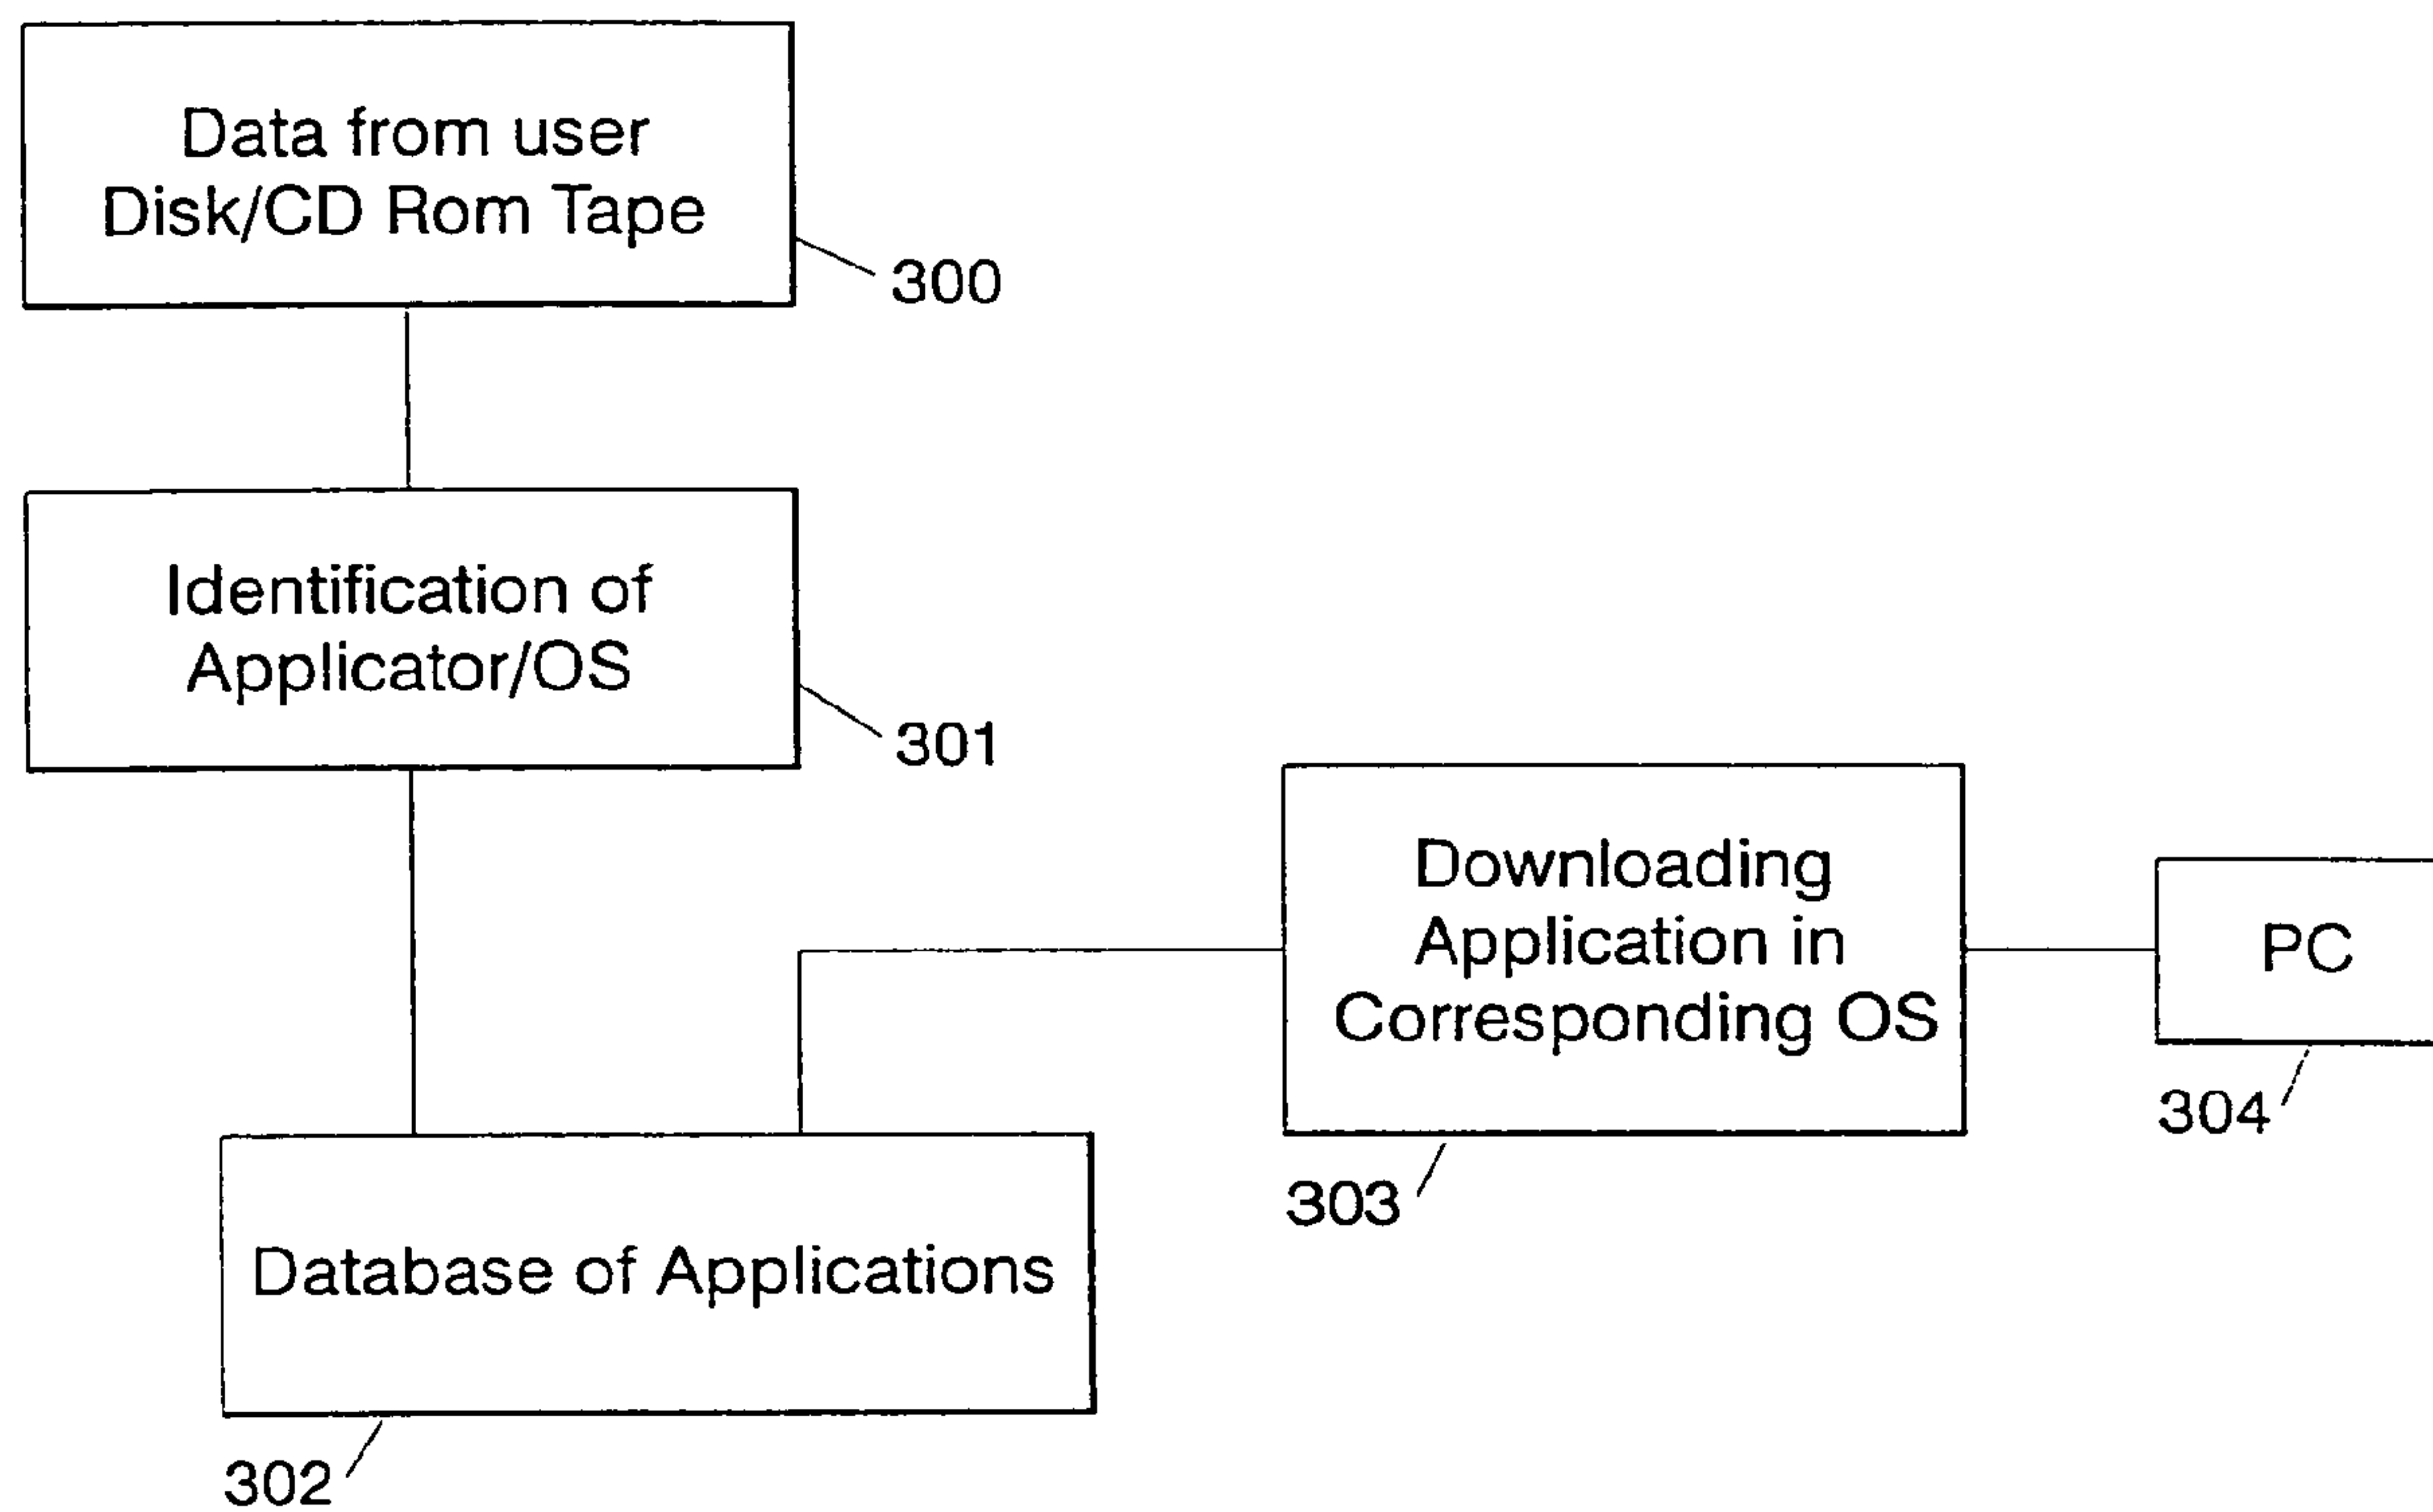 Data from user
Disk/CD Rom Tape
300
Identification of
Applicator/OS
301
Downloading
Application in
Corresponding OS
303
PC
304
Database of Applications
302